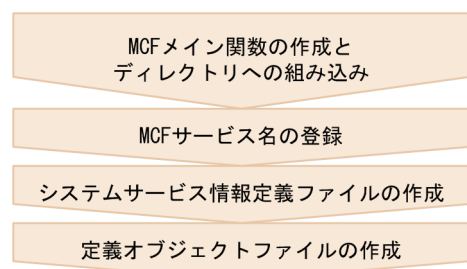 MCFメイン関数の作成と
ディレクトリへの組み込み
MCFサービス名の登録
システムサービス情報定義ファイルの作成
定義オブジェクトファイルの作成